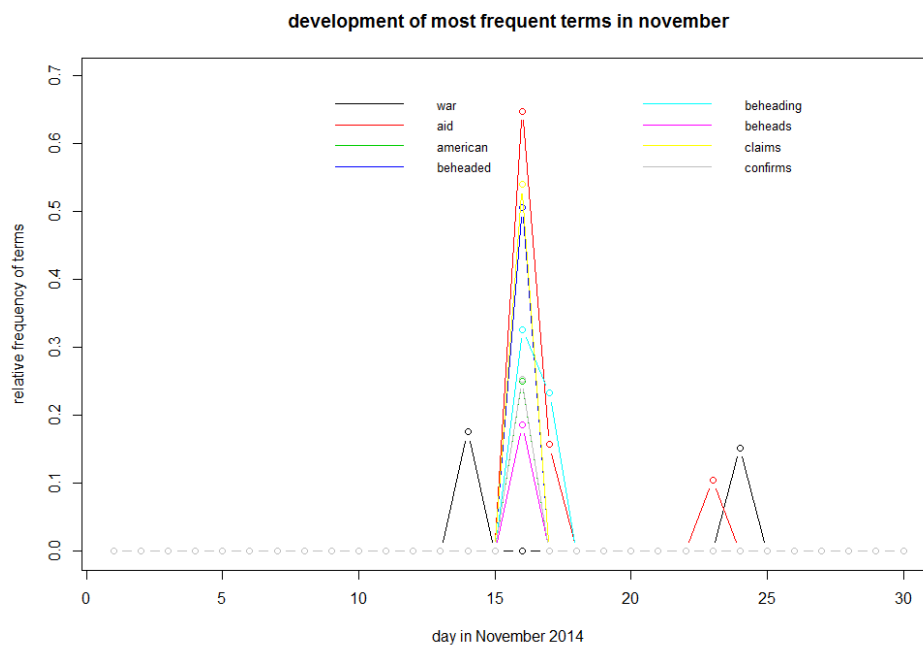 development of most frequent terms in november
relative frequency of terms
0.7
0.6
0.5
0.4
0.3
0.2
0.1
0.0
war
aid
american
beheaded
beheading
beheads
claims
confirms
0 5 10 15 20 25 30
day in November 2014